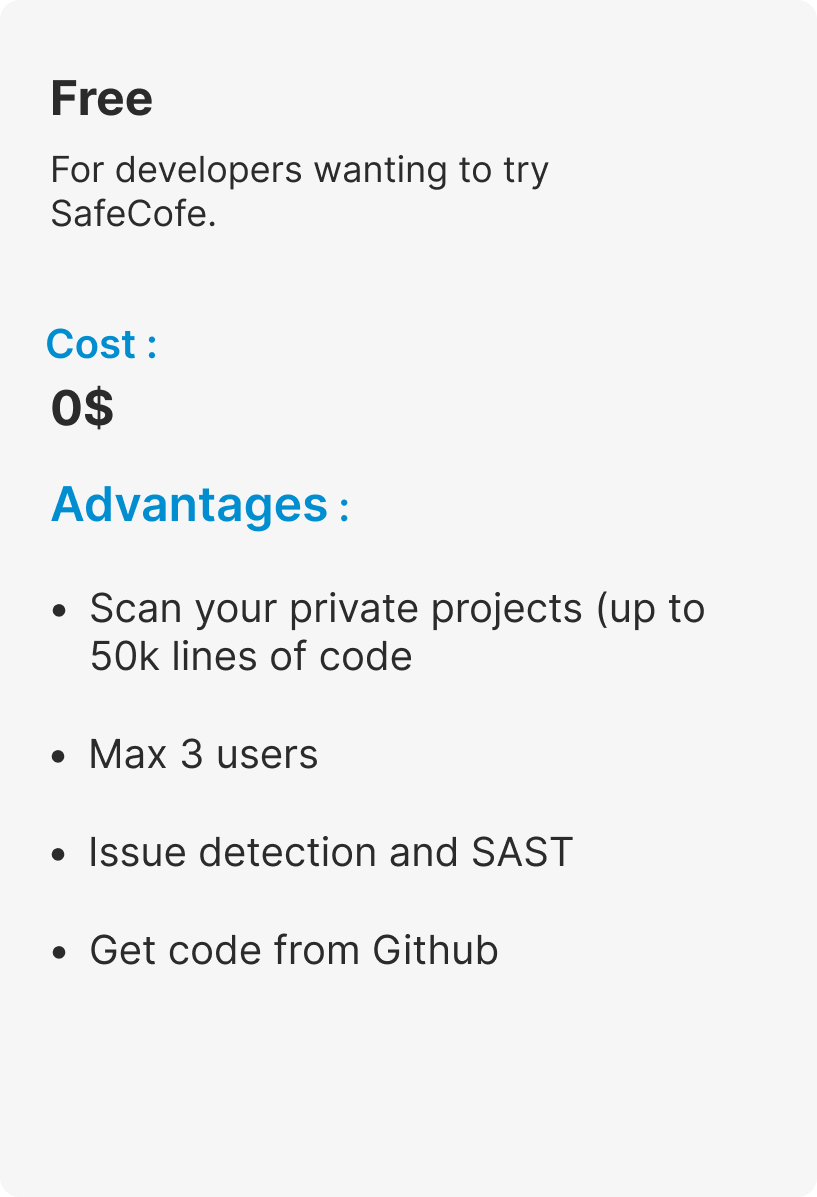 Free
For developers wanting to try
SafeCofe.
Cost :
0$
Advantages :
• Scan your private projects (up to
50k lines of code
• Max 3 users
• Issue detection and SAST
• Get code from Github